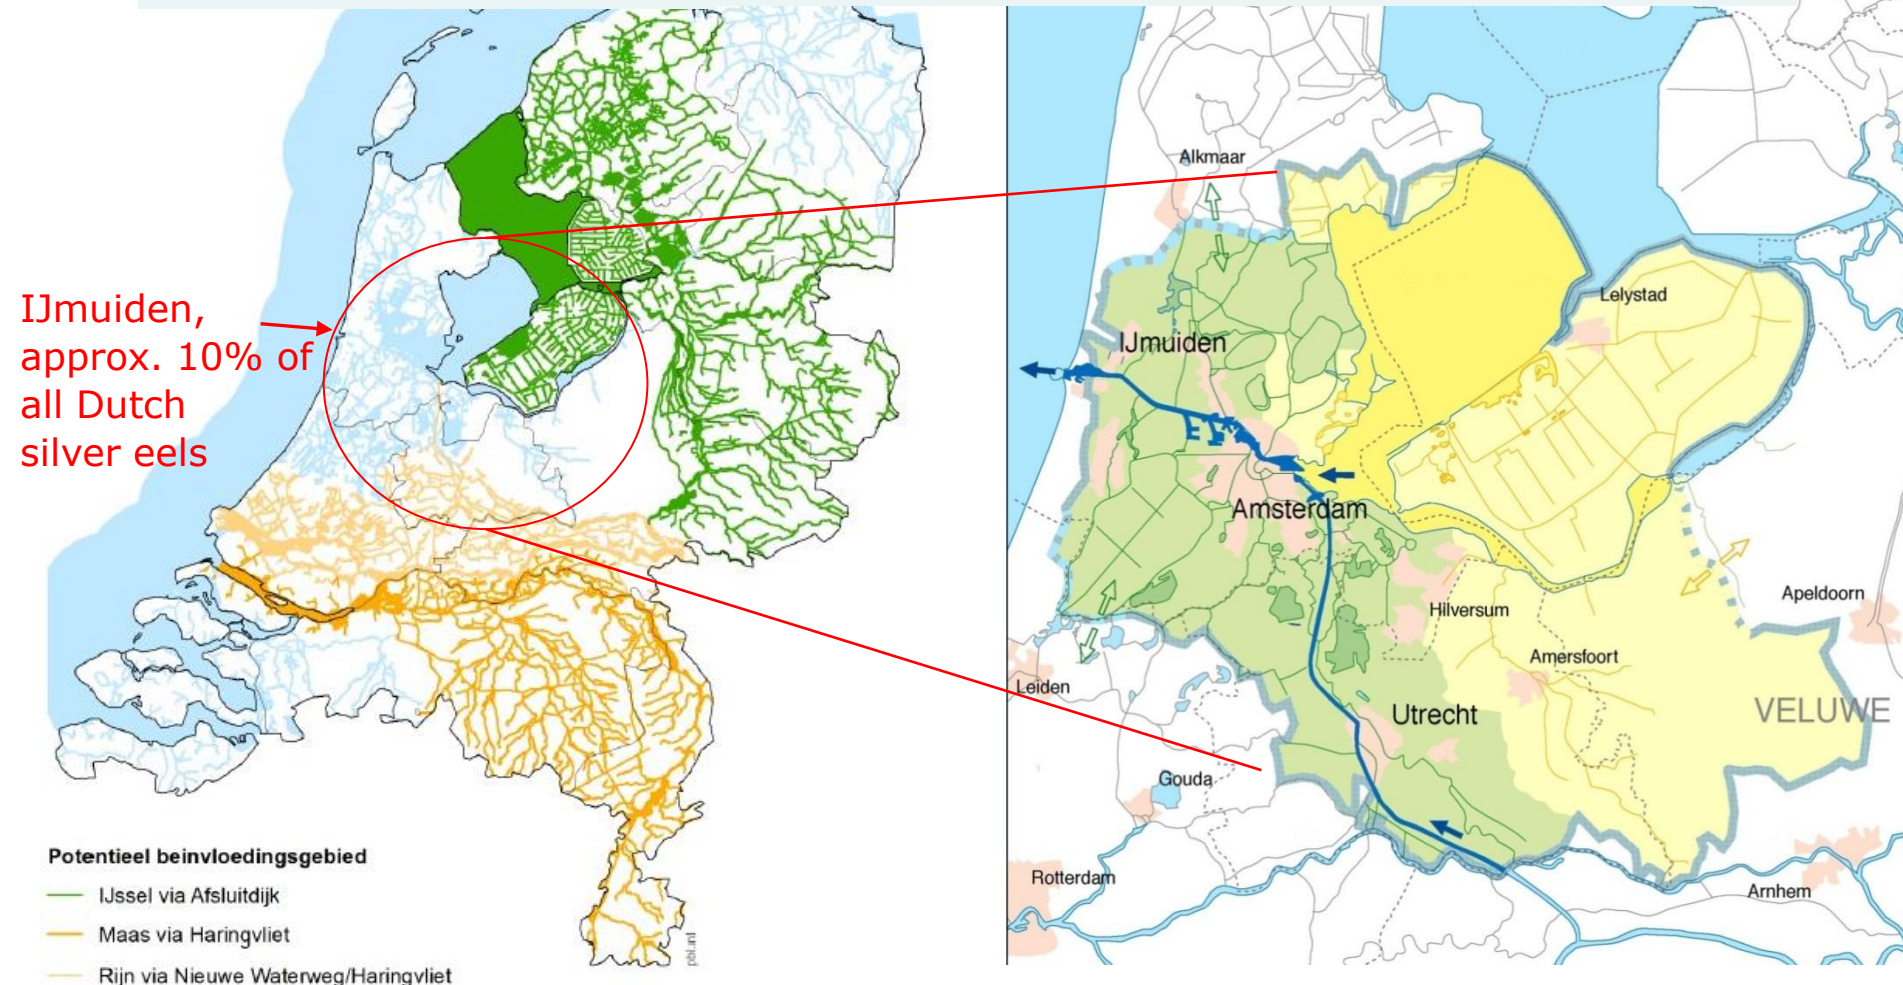 IJmuiden,
approx. 10% of
all Dutch
silver eels
Potentieel beinvloedingsgebied
IJssel via Afsluitdijk
Maas via Haringvliet
Rijn via Nieuwe Waterweg/Haringvliet
pbl.nl
Alkmaar
Lelystad
IJmuiden
Amsterdam
Hilversum
Apeldoorn
Amersfoort
Leiden
Utrecht
VELUWE
Gouda
Rotterdam
Arnhem